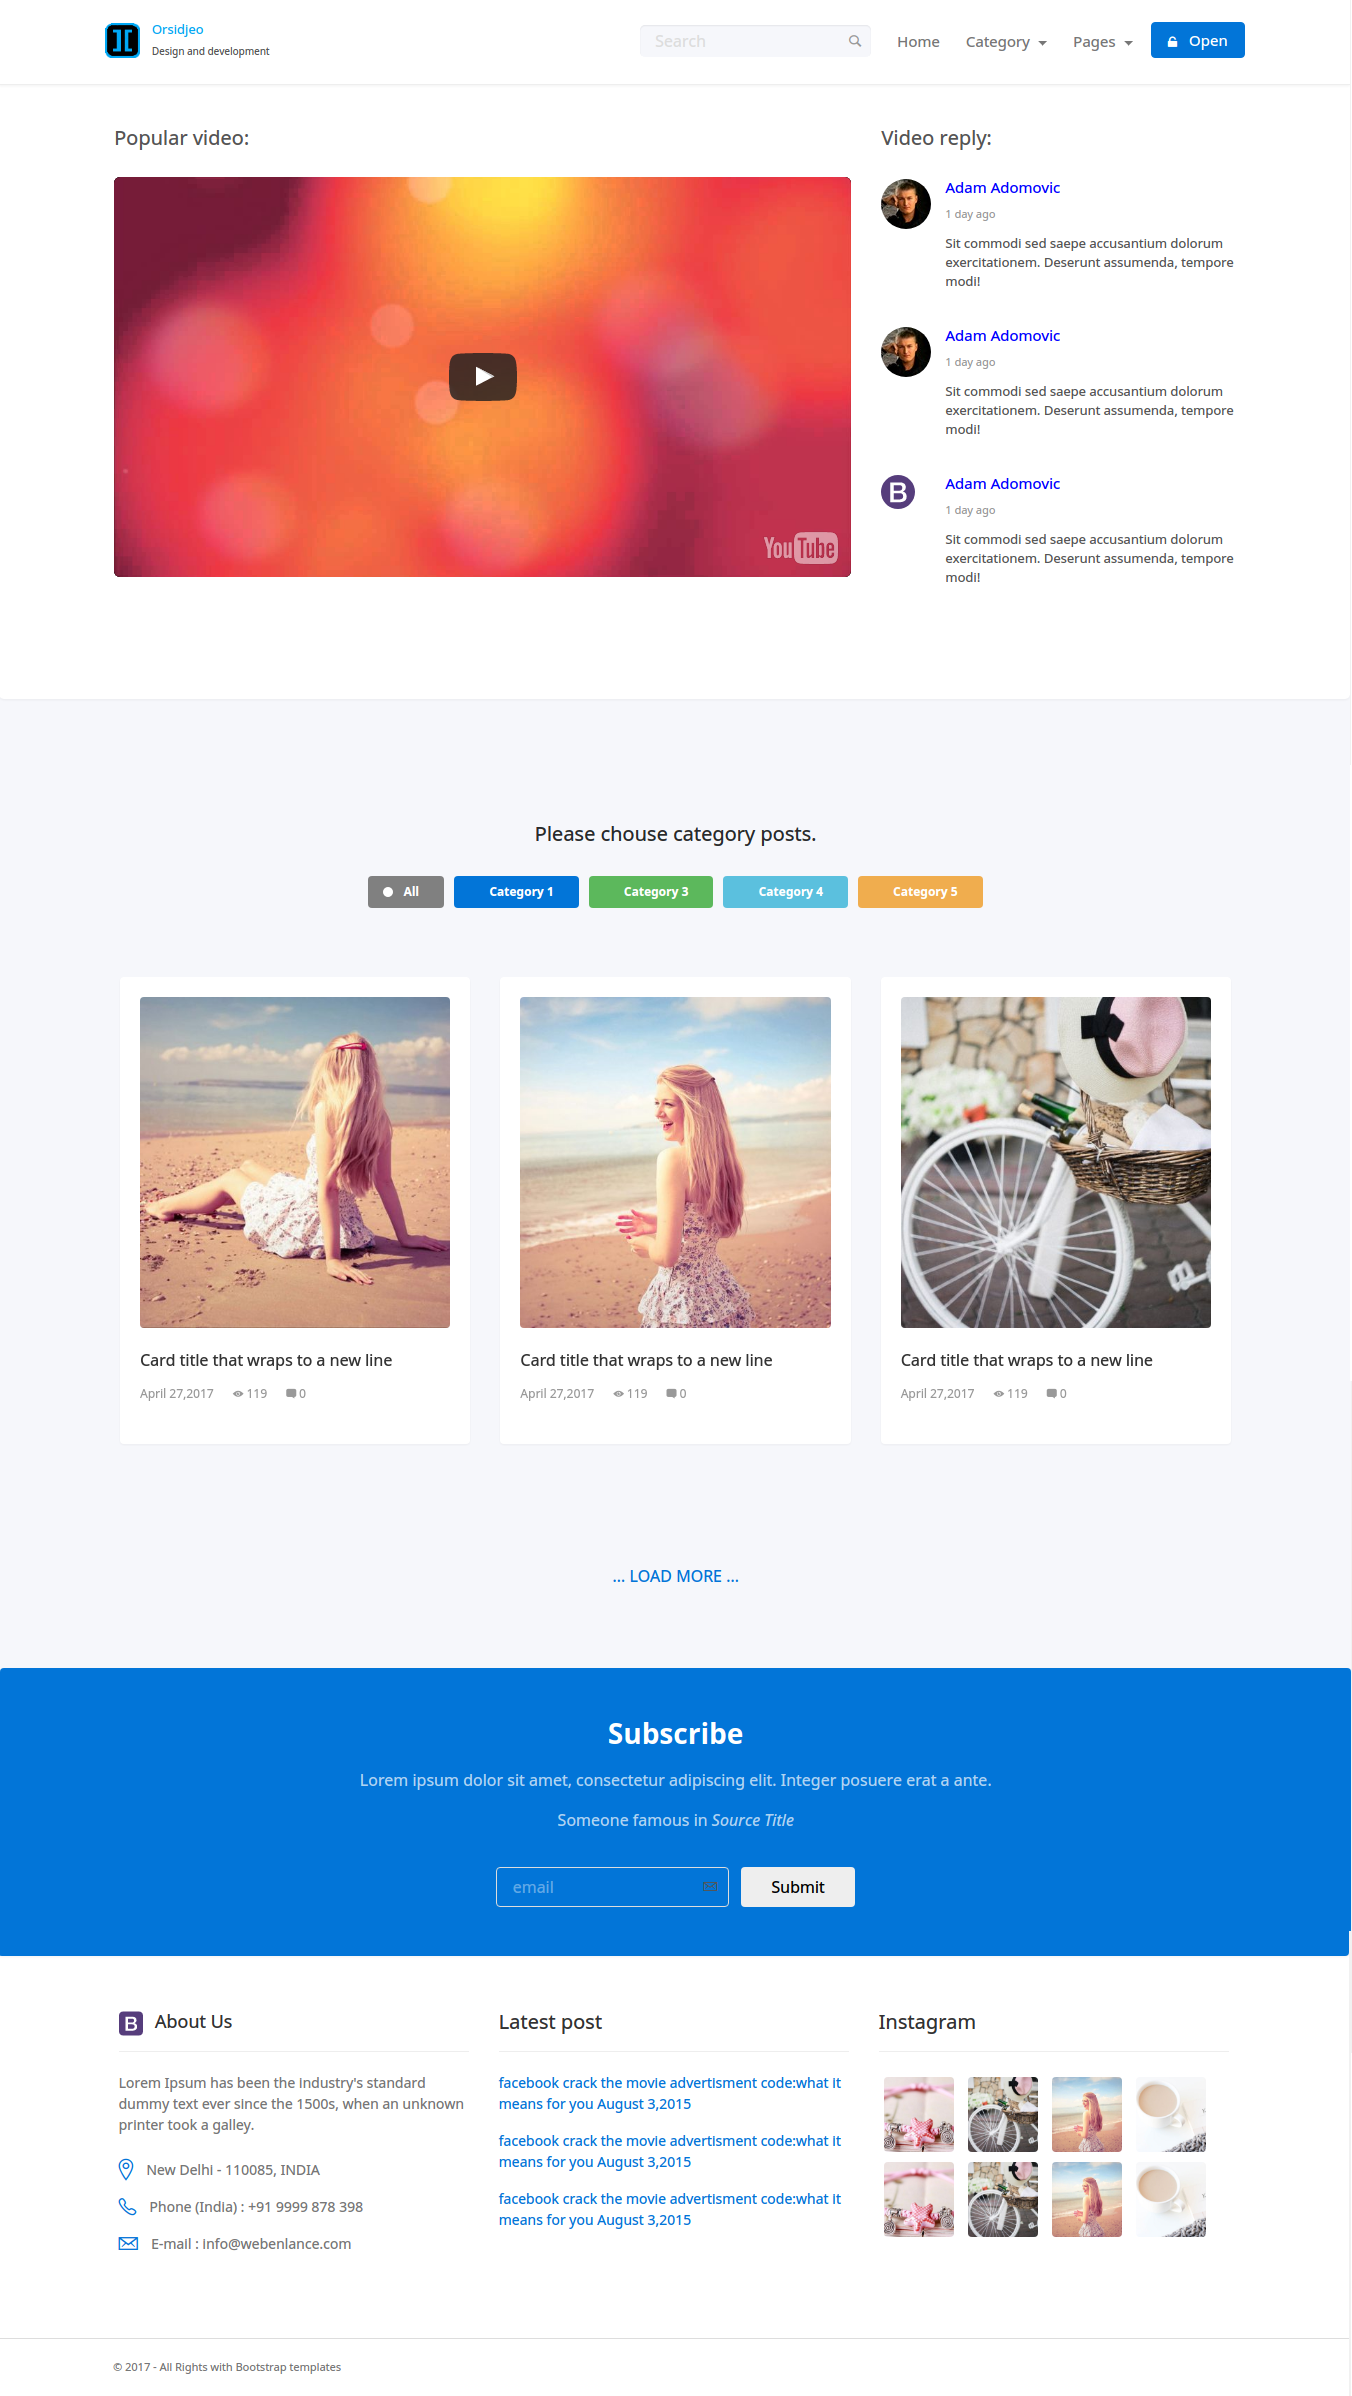 Orsidjeo
Design and development
Search
Home
Category
Pages
Open
Popular video:
YouTube
Video reply:
Adam Adomovic
1 day ago
Sit commodi sed saepe accusantium dolorum
exercitationem. Deserunt assumenda, tempore
modi!
Adam Adomovic
1 day ago
Sit commodi sed saepe accusantium dolorum
exercitationem. Deserunt assumenda, tempore
modi!
B
Adam Adomovic
1 day ago
Sit commodi sed saepe accusantium dolorum
exercitationem. Deserunt assumenda, tempore
modi!
Please chouse category posts.
All
Category 1
Category 3
Category 4
Category 5
Card title that wraps to a new line
April 27,2017 119 0
Card title that wraps to a new line
April 27,2017 119 0
Card title that wraps to a new line
April 27,2017 119 0
... LOAD MORE ...
Subscribe
Lorem ipsum dolor sit amet, consectetur adipiscing elit. Integer posuere erat a ante.
Someone famous in Source Title
email
Submit
B About Us
Lorem Ipsum has been the industry's standard
dummy text ever since the 1500s, when an unknown
printer took a galley.
New Delhi - 110085, INDIA
Phone (India) : +91 9999 878 398
E-mail : info@webenlance.com
Latest post
facebook crack the movie advertisment code:what it
means for you August 3,2015
facebook crack the movie advertisment code:what it
means for you August 3,2015
facebook crack the movie advertisment code:what it
means for you August 3,2015
Instagram
© 2017 - All Rights with Bootstrap templates